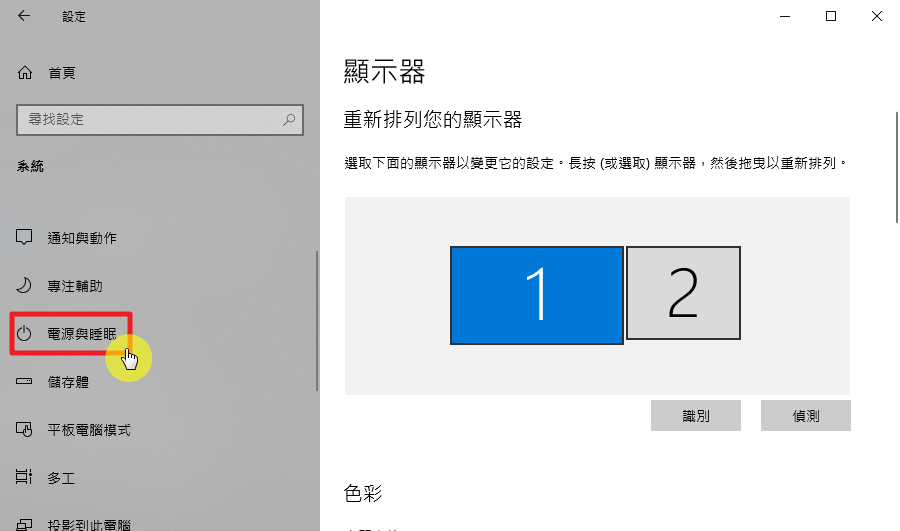 設定
首頁
尋找設定
系統
通知與動作
專注輔助
電源與睡眠
儲存體
平板電腦模式
多工
投影到此電腦
顯示器
重新排列您的顯示器
選取下面的顯示器以變更它的設定。長按 (或選取) 顯示器，然後拖曳以重新排列。
1
2
識別
偵測
色彩